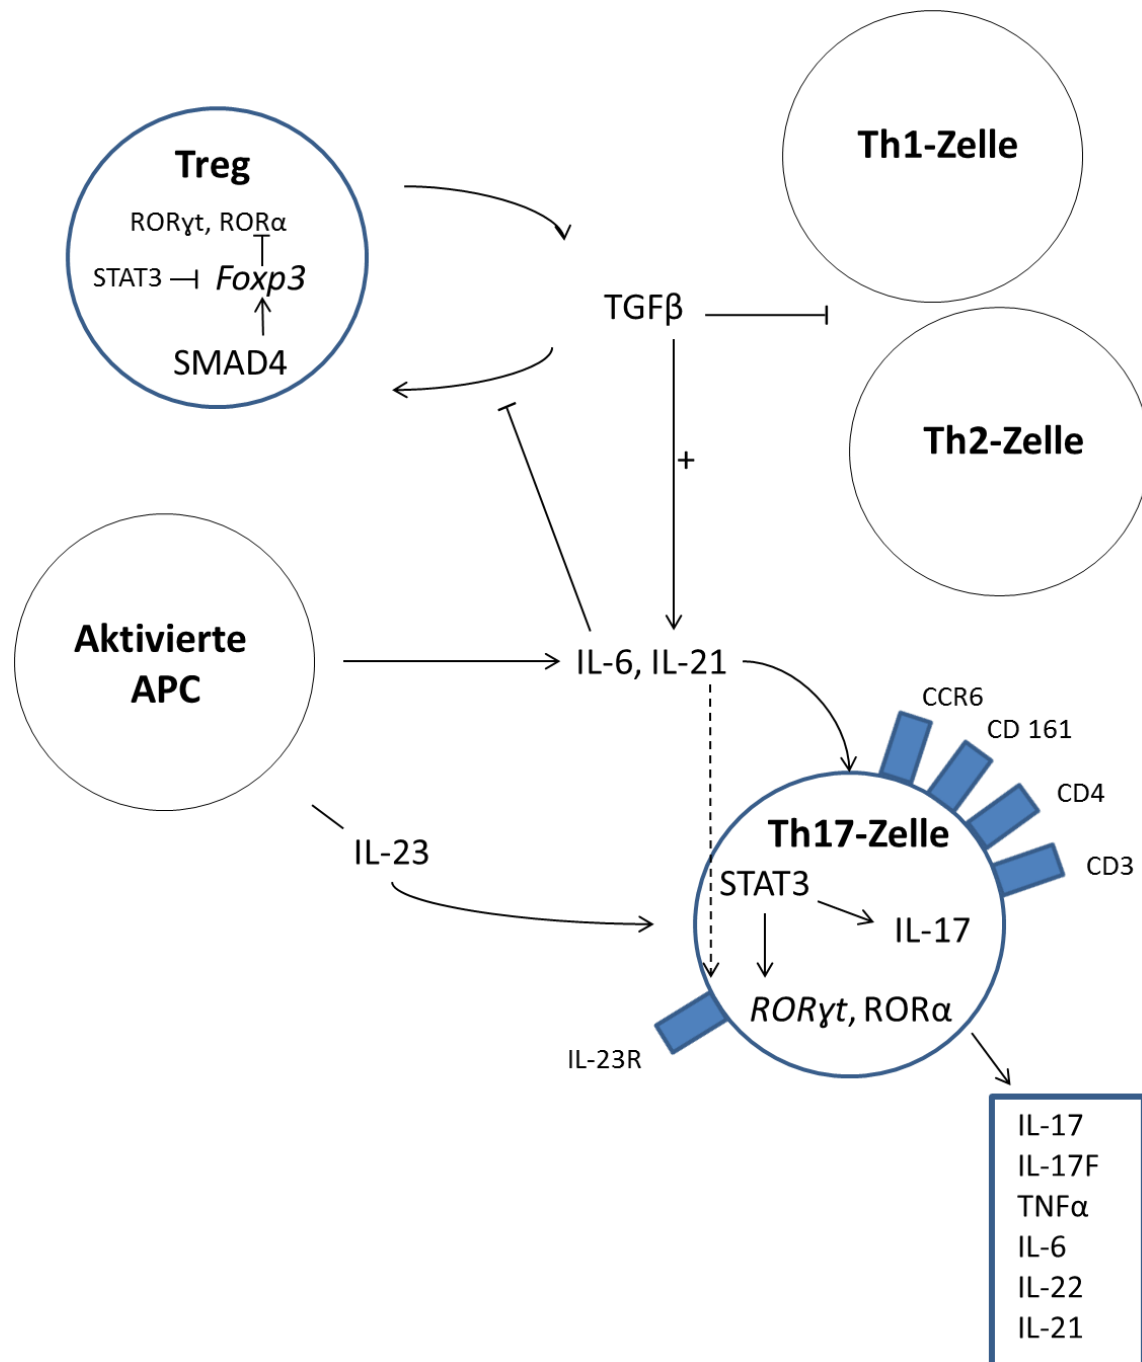 Th1-Zelle
Treg
RORɣt, RORα
STAT3
Foxp3
SMAD4
TGFβ
Th2-Zelle
+
Aktivierte
APC
IL-6, IL-21
CCR6
CD 161
CD4
CD3
IL-23
Th17-Zelle
STAT3
IL-17
RORɣt, RORα
IL-23R
IL-17
IL-17F
TNFα
IL-6
IL-22
IL-21